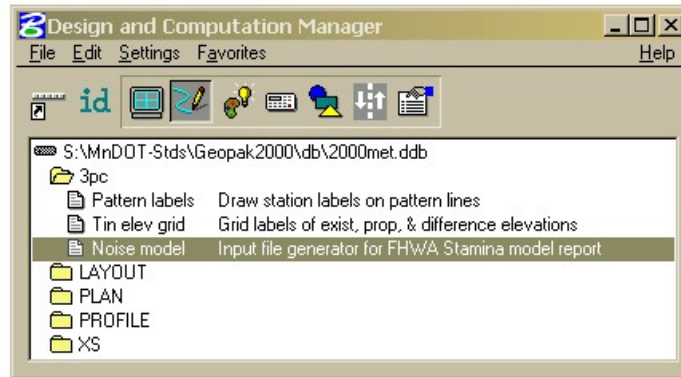 Design and Computation Manager
File Edit Settings Favorites Help
id
S:\MnDOT-Stds\Geopak2000\db\2000met.ddb
3pc
Pattern labels Draw station labels on pattern lines
Tin elev grid Grid labels of exist, prop, & difference elevations
Noise model Input file generator for FHWA Stamina model report
LAYOUT
PLAN
PROFILE
XS